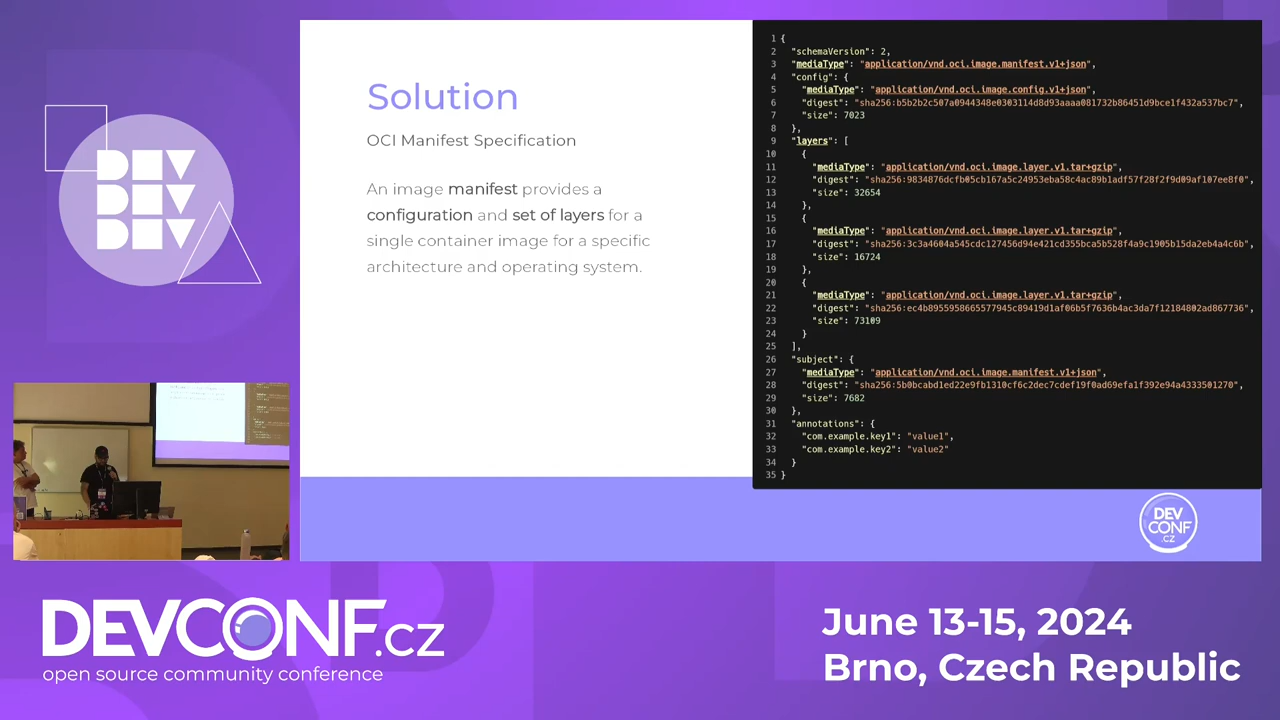 DEV
DEV
DEV
Solution
OCI Manifest Specification
An image manifest provides a
configuration and set of layers for a
single container image for a specific
architecture and operating system.
1 {
2 "schemaVersion": 2,
3 "mediaType": "application/vnd.oci.image.manifest.v1+json",
4 "config": {
5 "mediaType": "application/vnd.oci.image.config.v1+json",
6 "digest": "sha256:b5b2b2c507a0944348e0303114d8d93aaaa081732b86451d9bce1f432a537bc7",
7 "size": 7023
8 },
9 "layers": [
10 {
11 "mediaType": "application/vnd.oci.image.layer.v1.tar+gzip",
12 "digest": "sha256:9834876dcfb05cb167a5c24953eba58c4ac89b1adf57f28f2f9d09af107ee8f0",
13 "size": 32654
14 },
15 {
16 "mediaType": "application/vnd.oci.image.layer.v1.tar+gzip",
17 "digest": "sha256:3c3a4604a545cdc127456d94e421cd355bca5b528f4a9c1905b15da2eb4a4c6b",
18 "size": 16724
19 },
20 {
21 "mediaType": "application/vnd.oci.image.layer.v1.tar+gzip",
22 "digest": "sha256:ec4b8955958665577945c89419d1af06b5f7636b4ac3da7f12184802ad867736",
23 "size": 73109
24 }
25 ],
26 "subject": {
27 "mediaType": "application/vnd.oci.image.manifest.v1+json",
28 "digest": "sha256:5b0bcabd1ed22e9fb1310cf6c2dec7cdef19f0ad69efa1f392e94a4333501270",
29 "size": 7682
30 },
31 "annotations": {
32 "com.example.key1": "value1",
33 "com.example.key2": "value2"
34 }
35 }
DEV
CONF
.CZ
DEVCONF.cz
open source community conference
June 13-15, 2024
Brno, Czech Republic